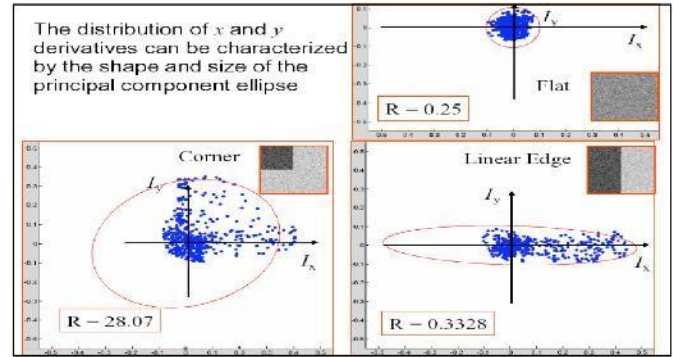 The distribution of x and y
derivatives can be characterized
by the shape and size of the
principal component ellipse
Iy
Ix
Flat
R = 0.25
Corner
Iy
Ix
R = 28.07
Linear Edge
Iy
Ix
R = 0.3328